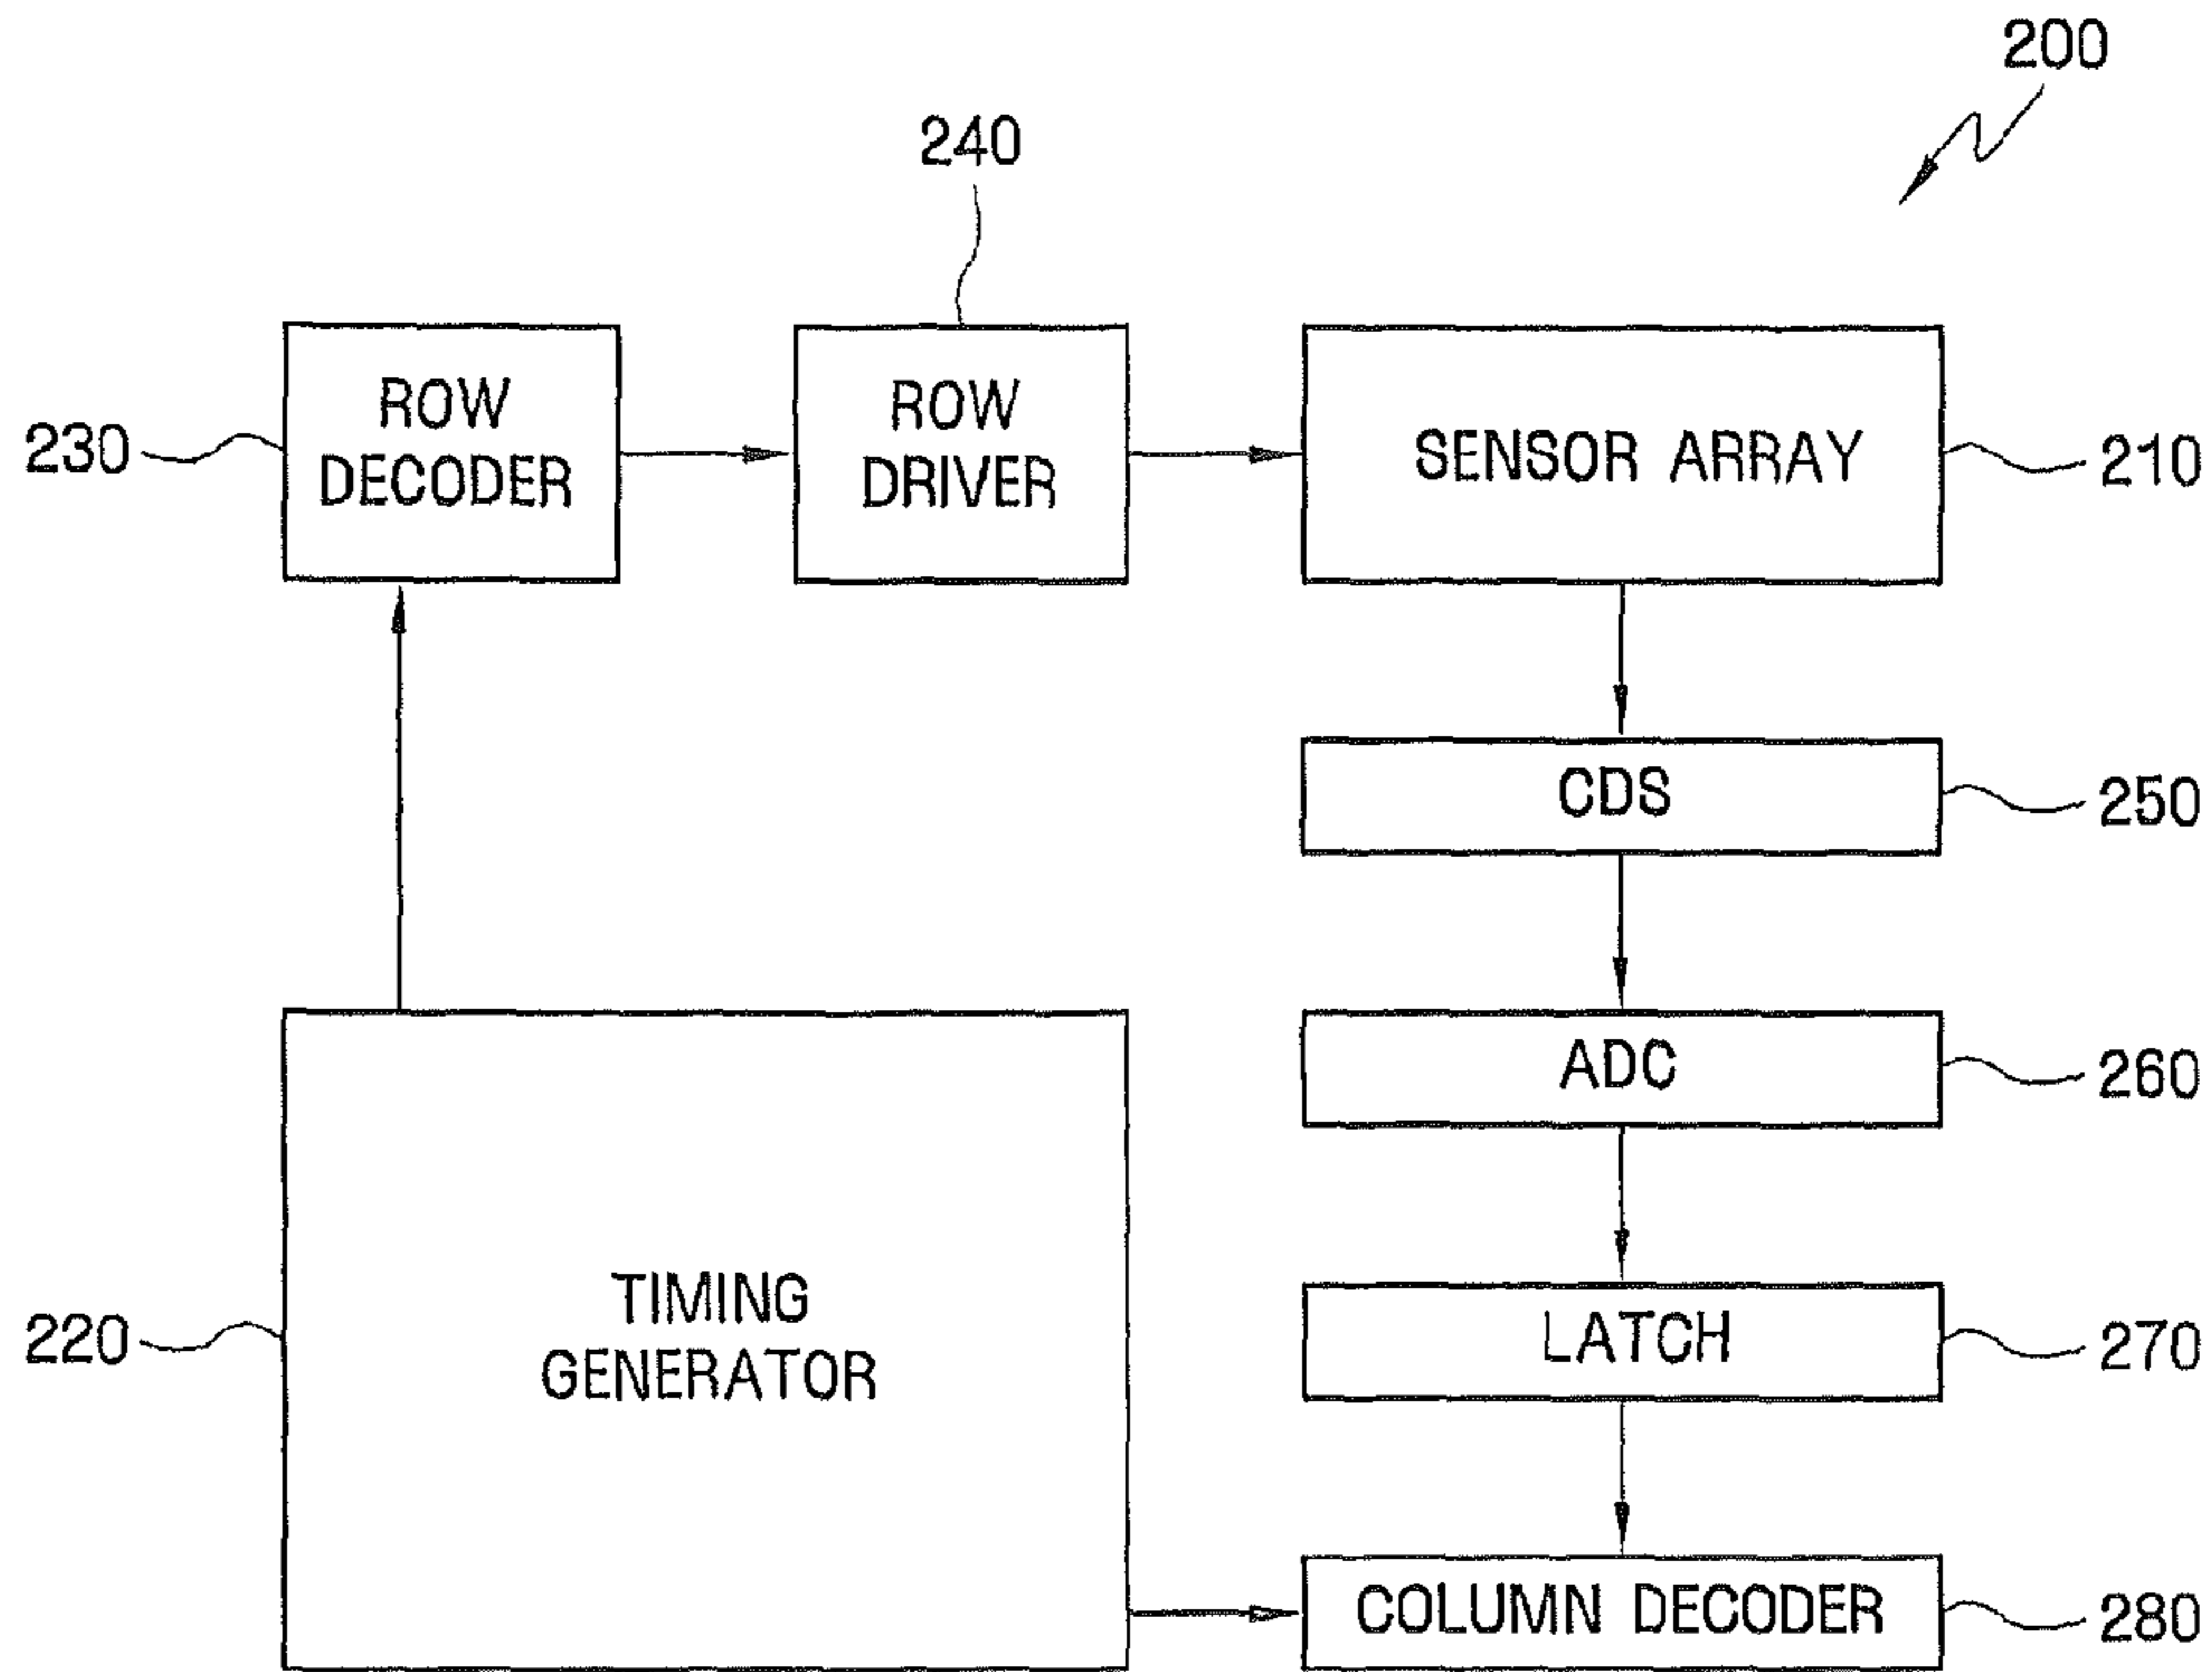 200
240
230
ROW
DECODER
ROW
DRIVER
SENSOR ARRAY
210
CDS
250
ADC
260
220
TIMING
GENERATOR
LATCH
270
COLUMN DECODER
280